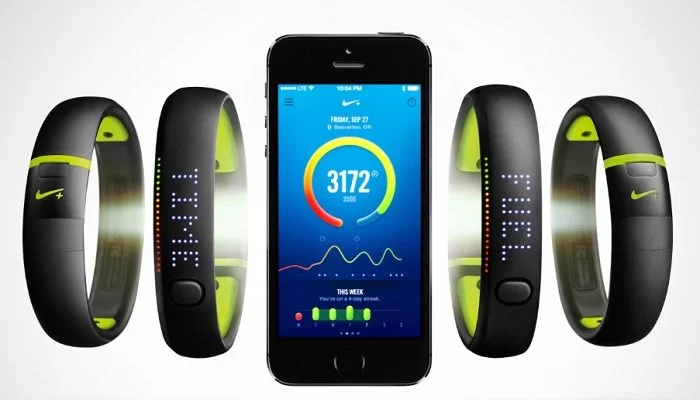 TIME
LTE 10:04 PM
FRIDAY, SEP 27
Beaverton, OR
3172
3500
THIS WEEK
You're on a 4-day streak.
M T W T F S S
FUEL